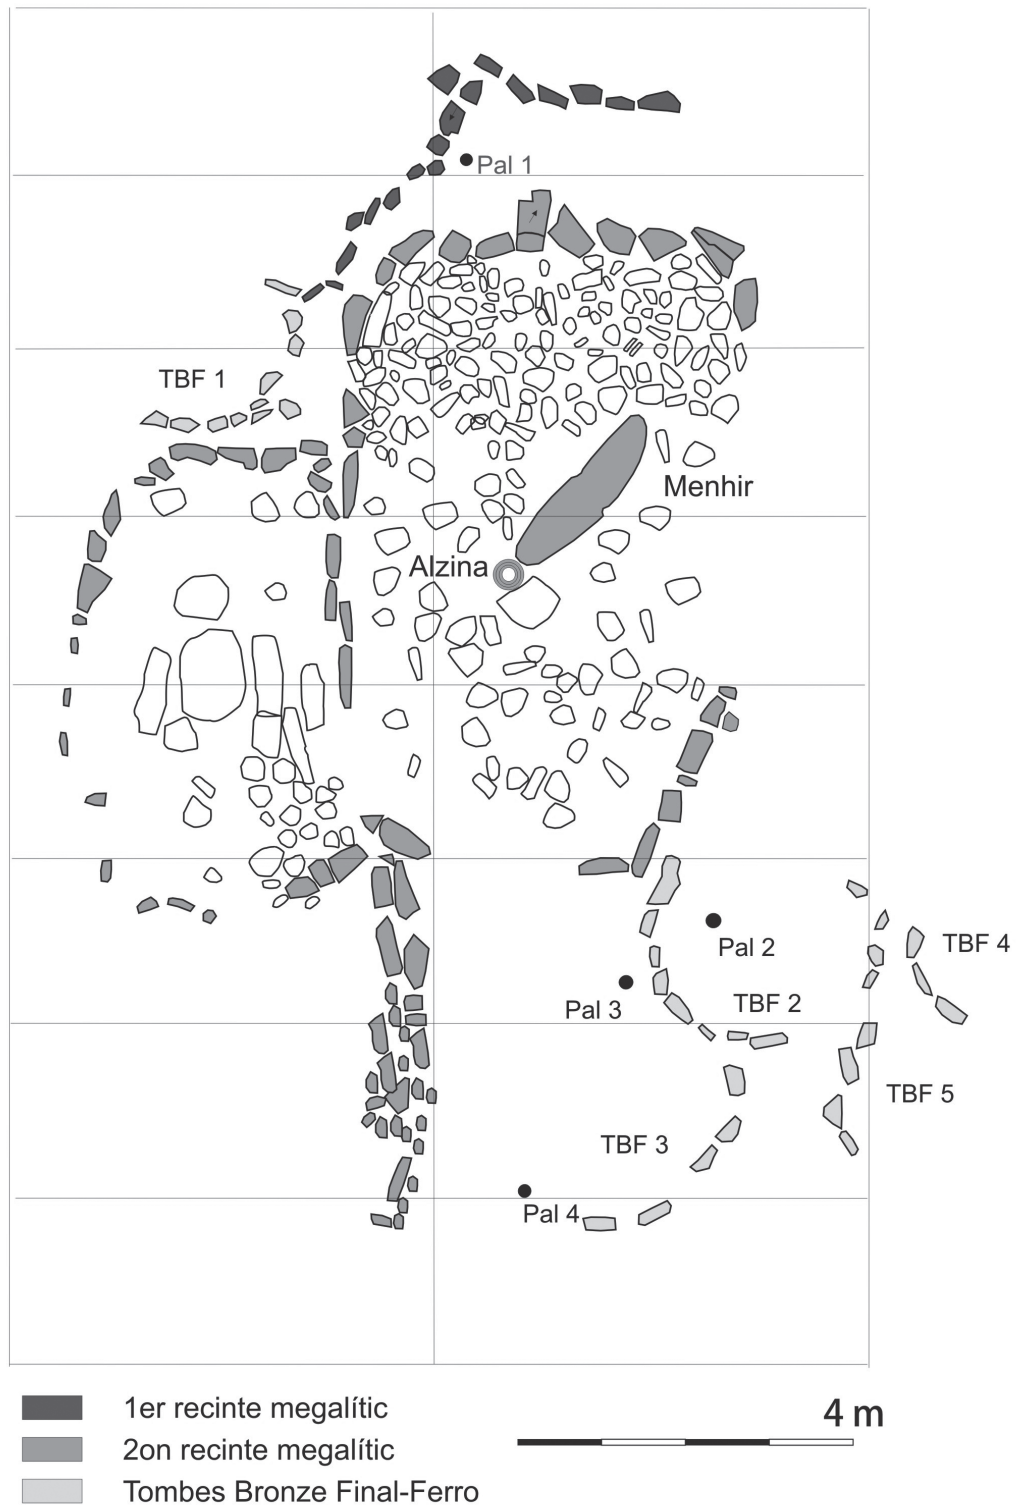 Pal 1
TBF 1
Menhir
Alzina
Pal 2
TBF 4
Pal 3
TBF 2
TBF 5
TBF 3
Pal 4
1er recinte megalític
4 m
2on recinte megalític
Tombes Bronze Final-Ferro